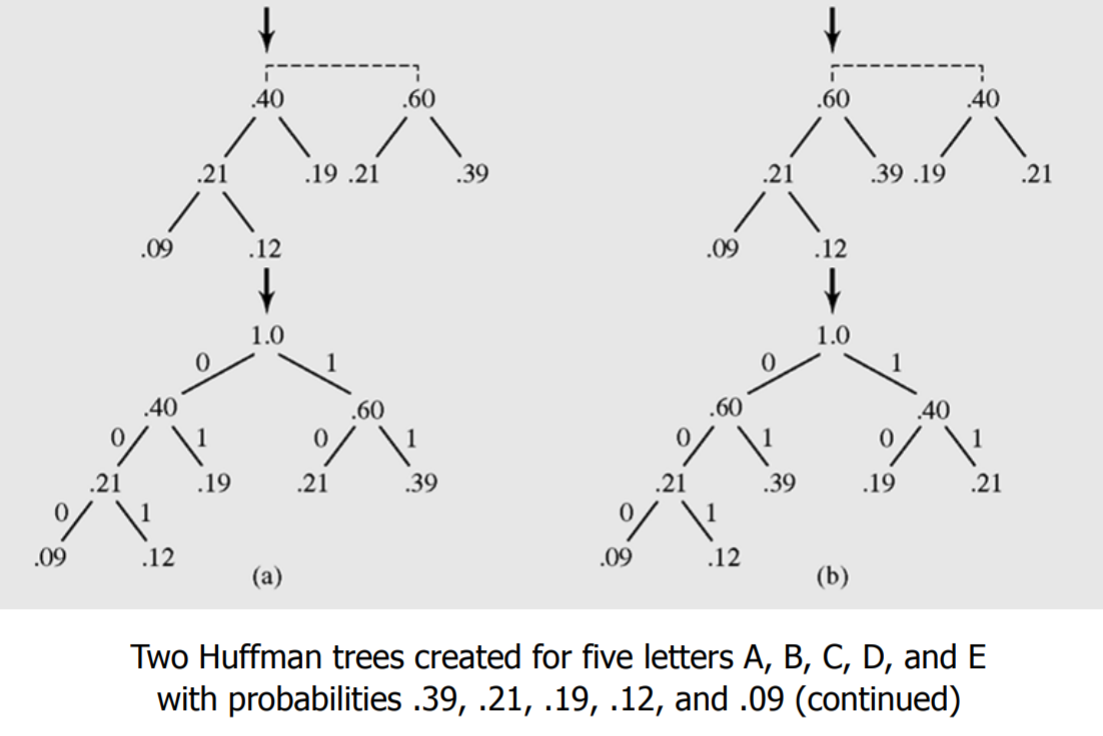 .40 .60 .60 .40
.21 .19 .21 .39 .21 .39 .19 .21
.09 .12 .09 .12
1.0 1.0
0 1 0 1
.40 .60 .60 .40
0 1 0 1 0 1 0 1
.21 .19 .21 .39 .21 .39 .19 .21
0 1 0 1
.09 .12 .09 .12
(a) (b)
Two Huffman trees created for five letters A, B, C, D, and E
with probabilities .39, .21, .19, .12, and .09 (continued)